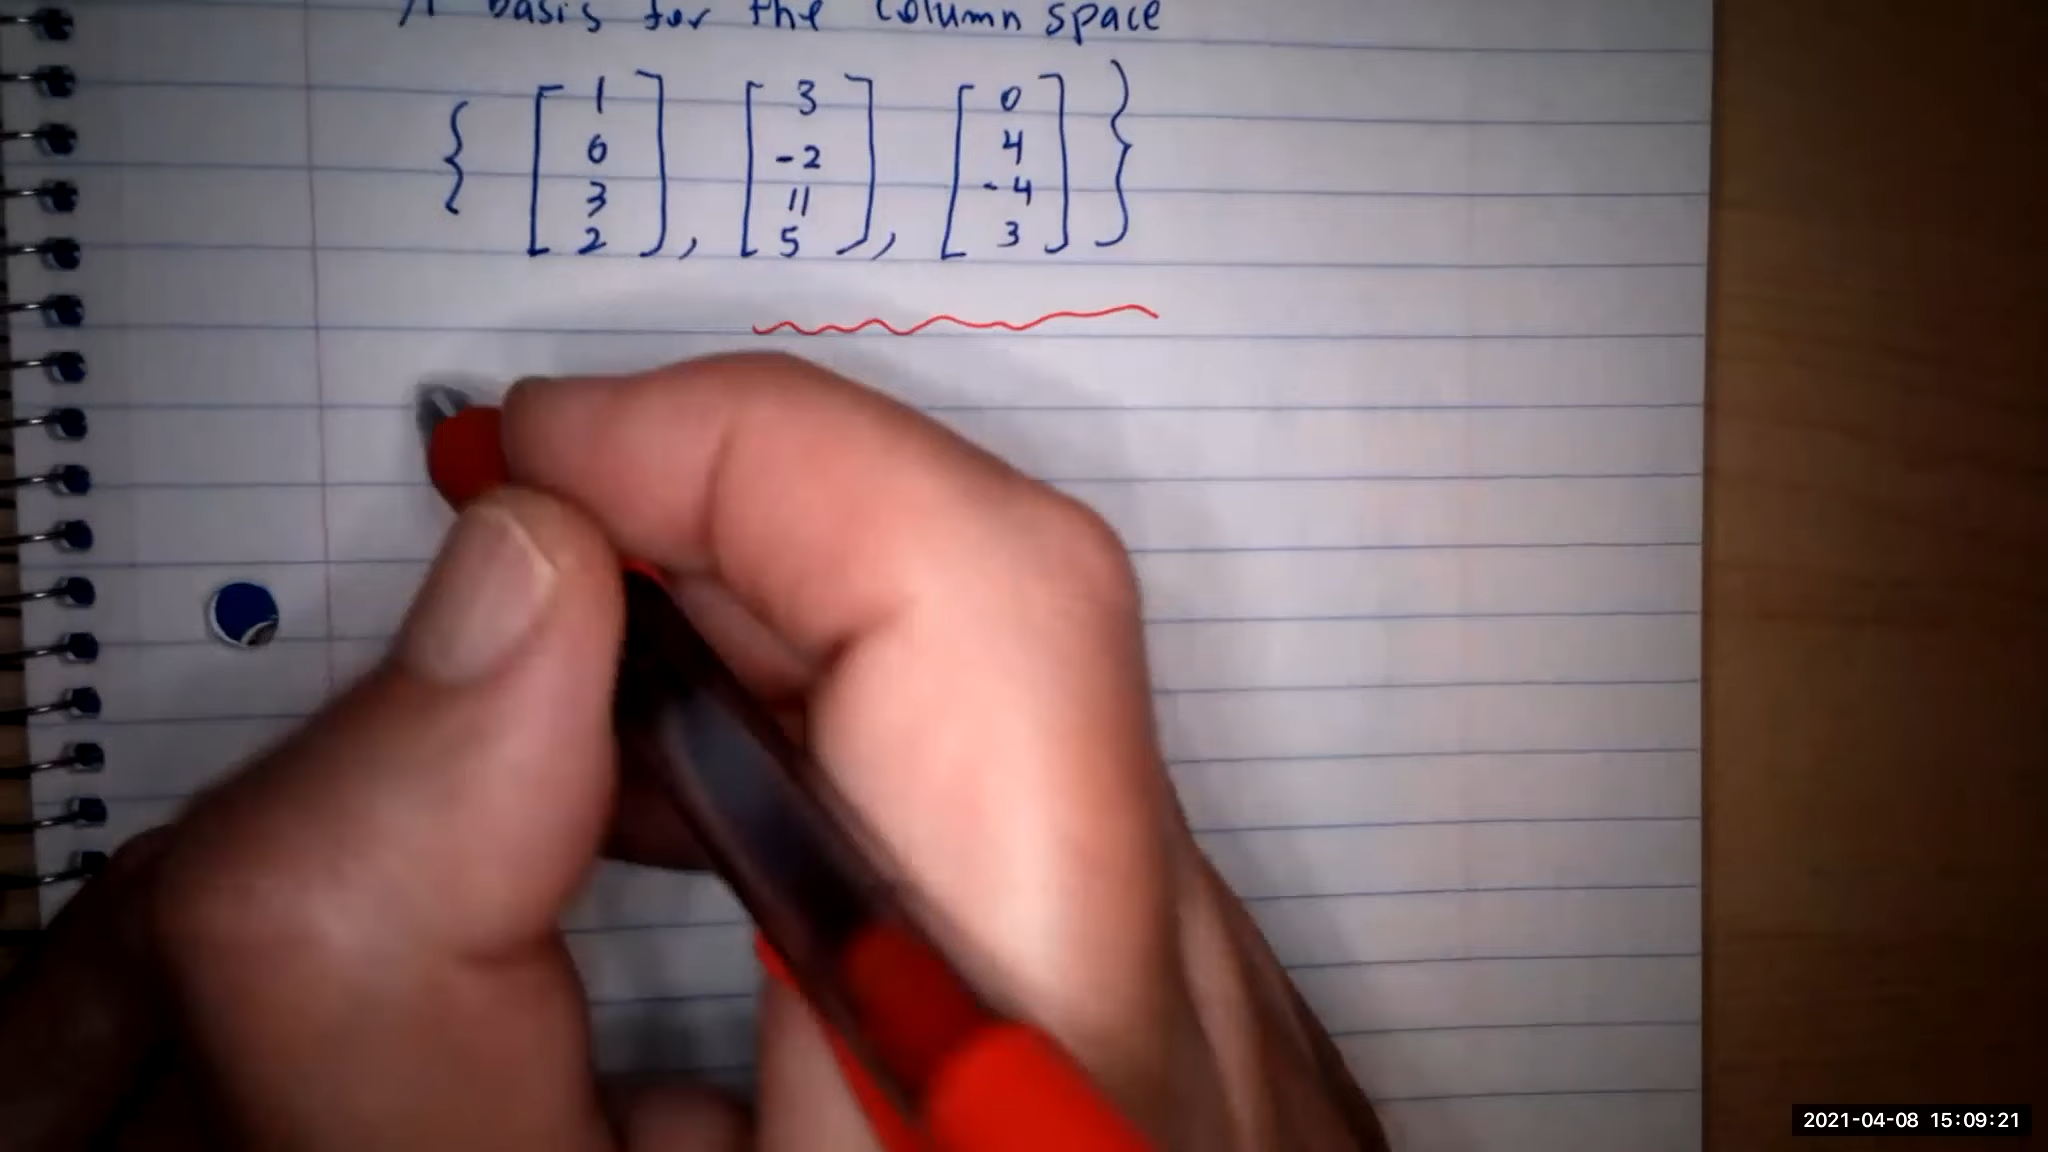 A basis for the column space
{ [ 1 ] , [ 3 ] , [ 0 ] }
0 -2 4
3 11 -4
2 5 3
2021-04-08 15:09:21